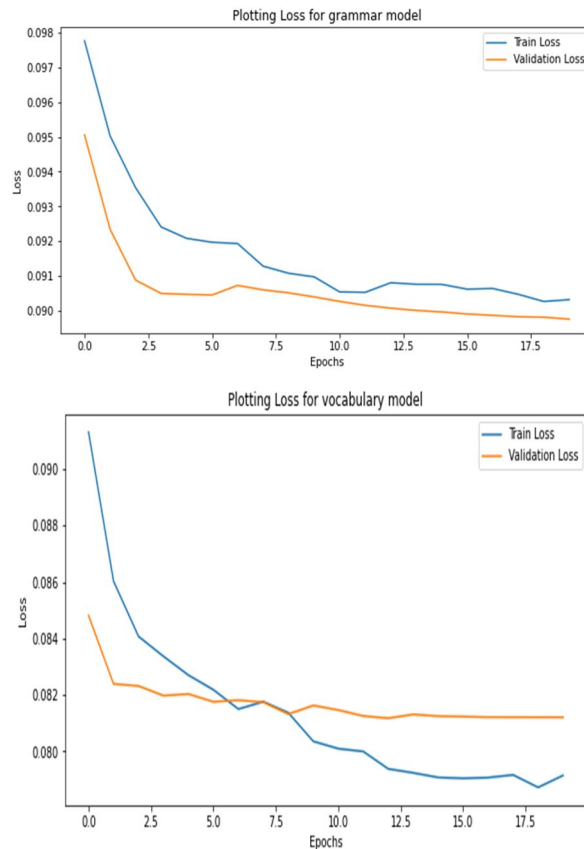 Plotting Loss for grammar model
Train Loss
Validation Loss
0.098
0.097
0.096
0.095
0.094
0.093
0.092
0.091
0.090
Loss
0.0 2.5 5.0 7.5 10.0 12.5 15.0 17.5
Epochs
Plotting Loss for vocabulary model
Train Loss
Validation Loss
0.090
0.088
0.086
0.084
0.082
0.080
Loss
0.0 2.5 5.0 7.5 10.0 12.5 15.0 17.5
Epochs